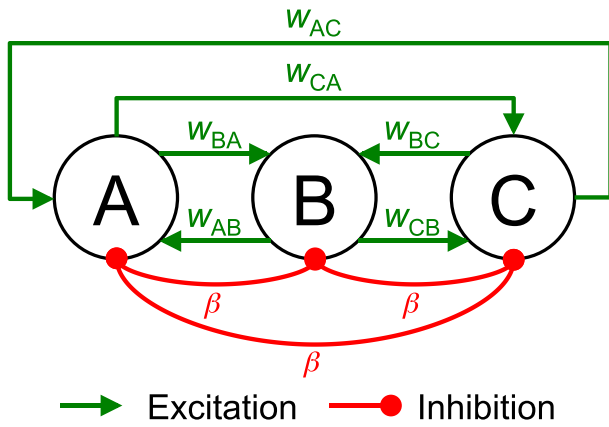 wAC
wCA
wBA
wBC
A
B
C
wAB
wCB
β
β
β
Excitation
Inhibition